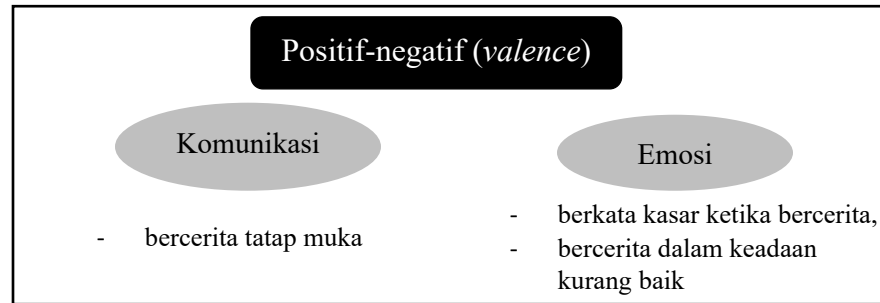 Positif-negatif (valence)
Komunikasi
- bercerita tatap muka
Emosi
- berkata kasar ketika bercerita,
- bercerita dalam keadaan
kurang baik